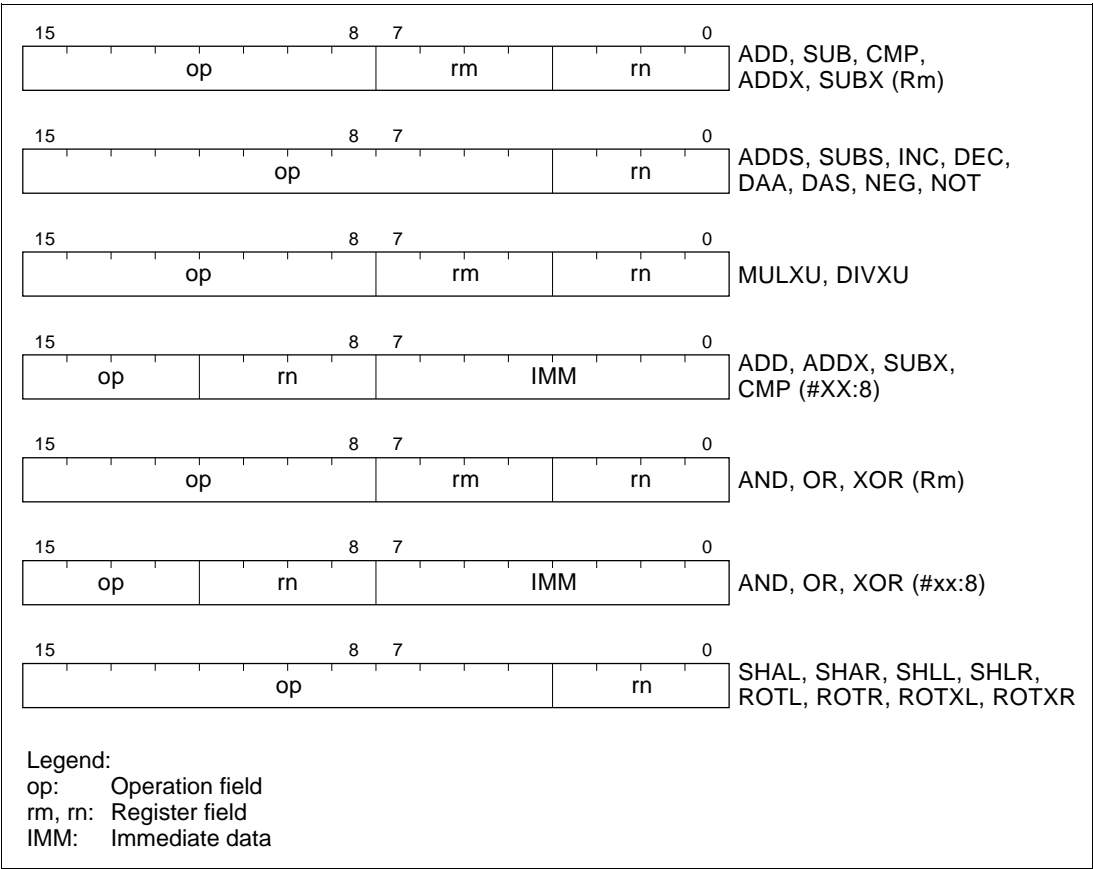 15 8 7 0
op rm rn
ADD, SUB, CMP,
ADDX, SUBX (Rm)
15 8 7 0
op rn
ADDS, SUBS, INC, DEC,
DAA, DAS, NEG, NOT
15 8 7 0
op rm rn
MULXU, DIVXU
15 8 7 0
op rn IMM
ADD, ADDX, SUBX,
CMP (#XX:8)
15 8 7 0
op rm rn
AND, OR, XOR (Rm)
15 8 7 0
op rn IMM
AND, OR, XOR (#xx:8)
15 8 7 0
op rn
SHAL, SHAR, SHLL, SHLR,
ROTL, ROTR, ROTXL, ROTXR
Legend:
op: Operation field
rm, rn: Register field
IMM: Immediate data